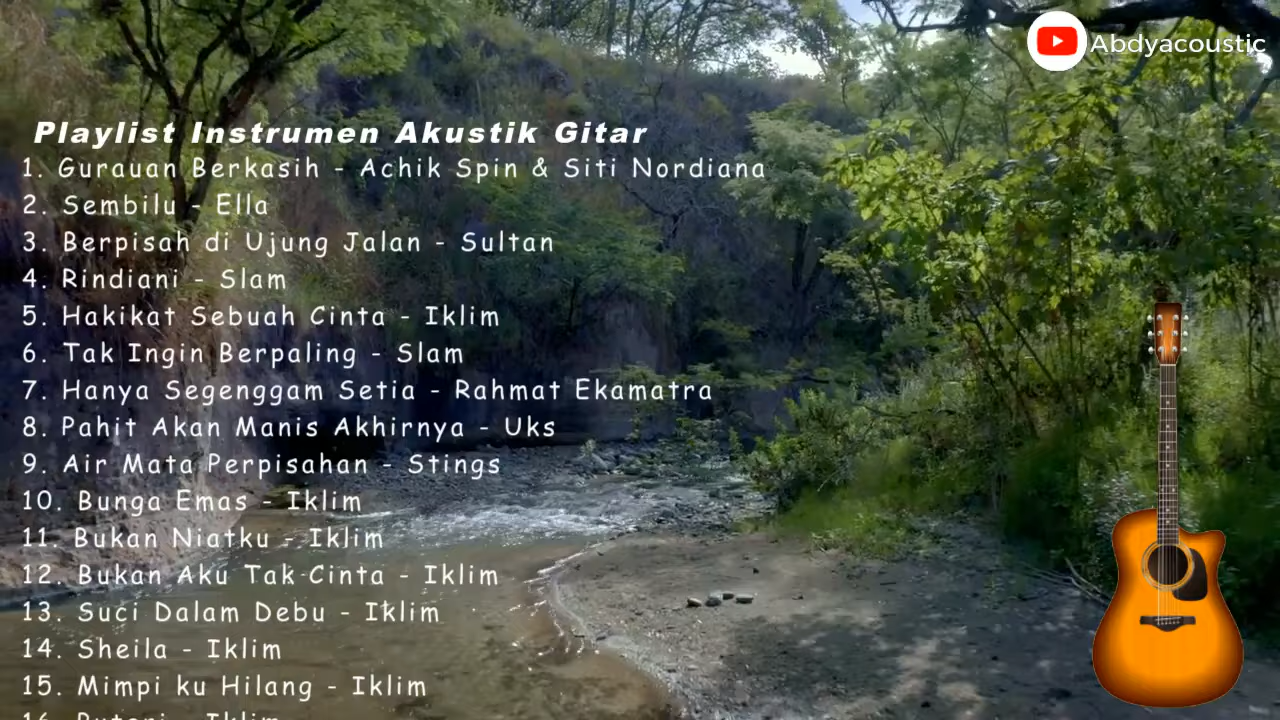 Abdyacoustic
Playlist Instrumen Akustik Gitar
1. Gurauan Berkasih - Achik Spin & Siti Nordiana
2. Sembilu - Ella
3. Berpisah di Ujung Jalan - Sultan
4. Rindiani - Slam
5. Hakikat Sebuah Cinta - Iklim
6. Tak Ingin Berpaling - Slam
7. Hanya Segenggam Setia - Rahmat Ekamatra
8. Pahit Akan Manis Akhirnya - Uks
9. Air Mata Perpisahan - Stings
10. Bunga Emas - Iklim
11. Bukan Niatku - Iklim
12. Bukan Aku Tak Cinta - Iklim
13. Suci Dalam Debu - Iklim
14. Sheila - Iklim
15. Mimpi ku Hilang - Iklim